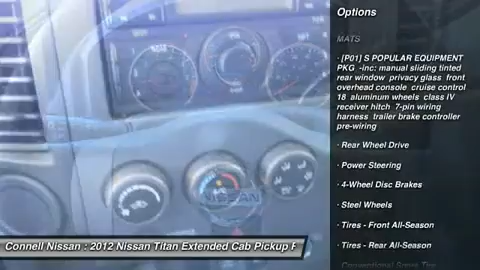 Options
MATS
· [P01] S POPULAR EQUIPMENT
PKG -inc: manual sliding tinted
rear window privacy glass front
overhead console cruise control
18 aluminum wheels class IV
receiver hitch 7-pin wiring
harness trailer brake controller
pre-wiring
· Rear Wheel Drive
· Power Steering
· 4-Wheel Disc Brakes
· Steel Wheels
· Tires - Front All-Season
· Tires - Rear All-Season
· Conventional Spare Tire
NISSAN
Connell Nissan : 2012 Nissan Titan Extended Cab Pickup